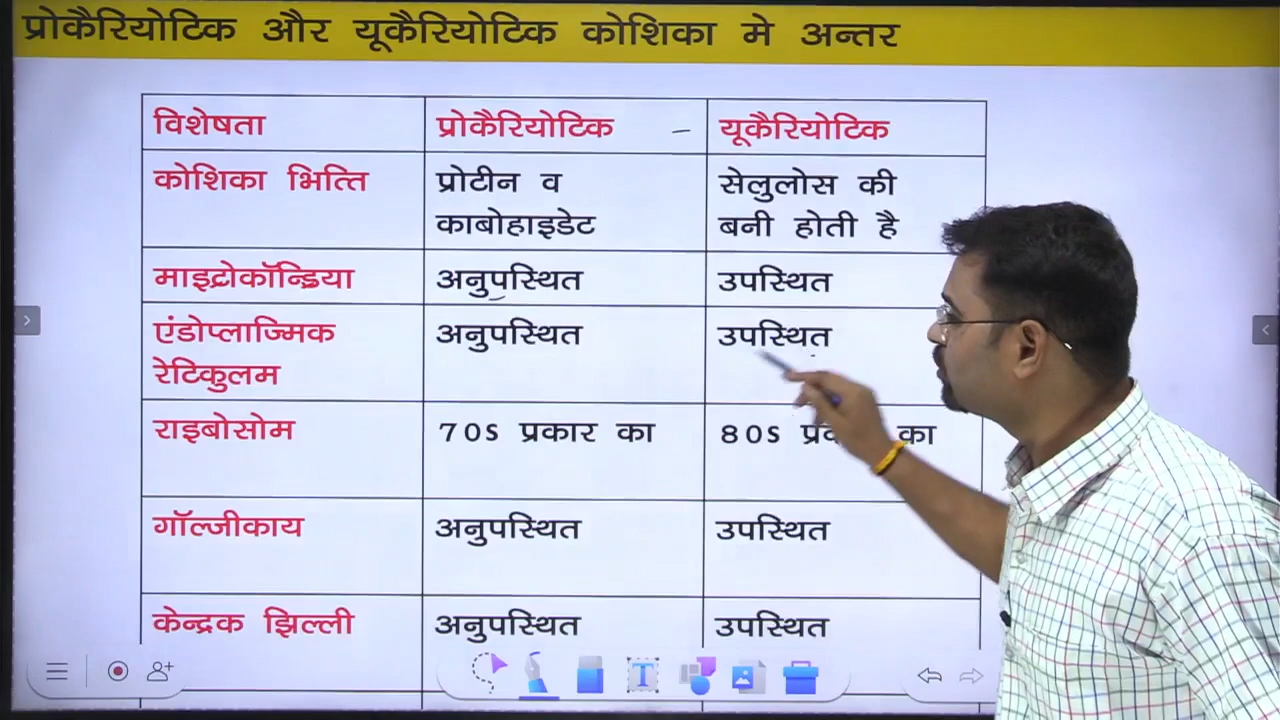 प्रोकैरियोटिक और यूकैरियोटिक कोशिका मे अन्तर
विशेषता प्रोकैरियोटिक - यूकैरियोटिक
कोशिका भित्ति प्रोटीन व सेलुलोस की
काबोहाइडेट बनी होती है
माइट्रोकॉन्ड्रिया अनुपस्थित उपस्थित
एंडोप्लाज्मिक अनुपस्थित उपस्थित
रेटिकुलम
राइबोसोम 70S प्रकार का 80S का
गॉल्जीकाय अनुपस्थित उपस्थित
केन्द्रक झिल्ली अनुपस्थित उपस्थित
T